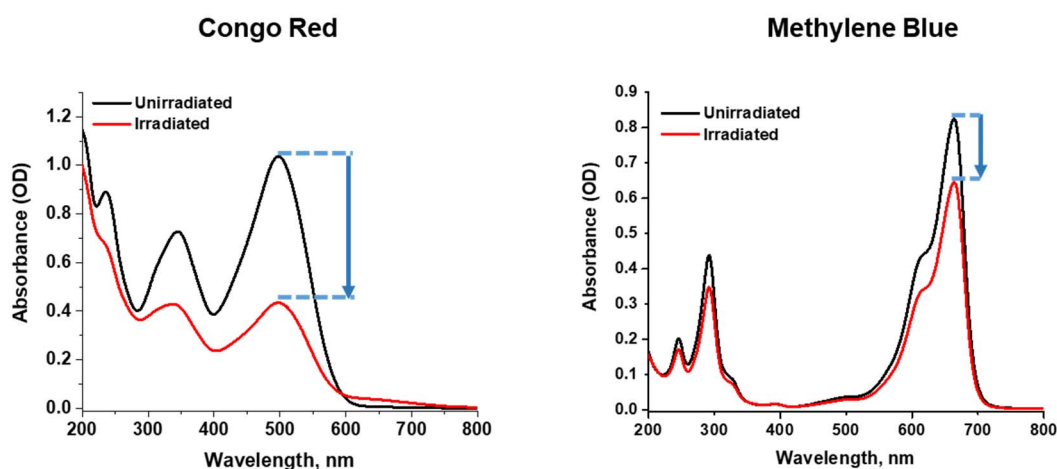 Congo Red
Unirradiated
Irradiated
Absorbance (OD)
1.2
1.0
0.8
0.6
0.4
0.2
0.0
200 300 400 500 600 700 800
Wavelength, nm
Methylene Blue
Unirradiated
Irradiated
Absorbance (OD)
0.9
0.8
0.7
0.6
0.5
0.4
0.3
0.2
0.1
0.0
200 300 400 500 600 700 800
Wavelength, nm